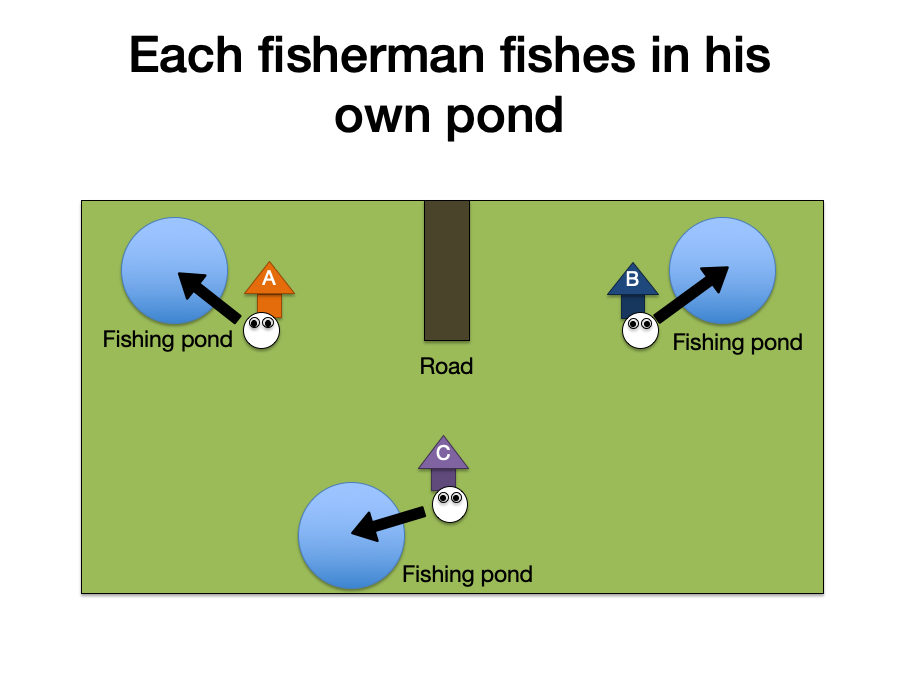 Each fisherman fishes in his
own pond
A
B
Fishing pond
Fishing pond
Road
C
Fishing pond